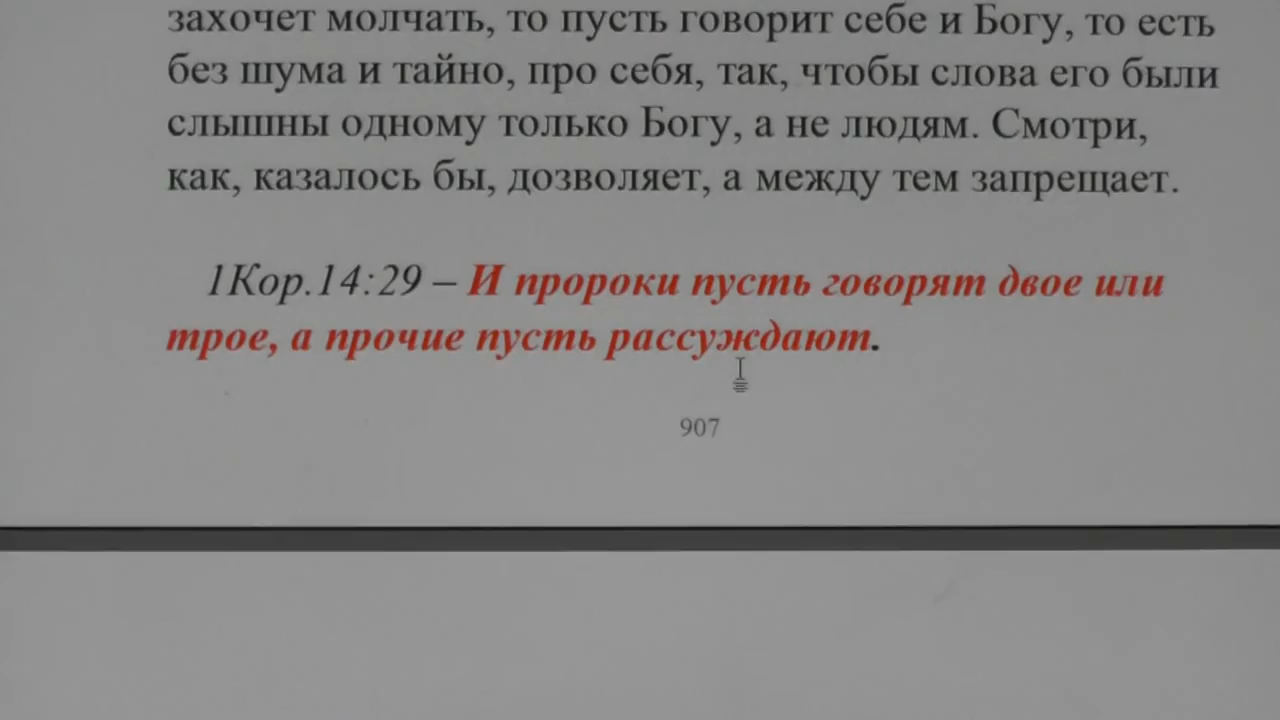 захочет молчать, то пусть говорит себе и Богу, то есть
без шума и тайно, про себя, так, чтобы слова его были
слышны одному только Богу, а не людям. Смотри,
как, казалось бы, дозволяет, а между тем запрещает.
1Кор.14:29 – И пророки пусть говорят двое или
трое, а прочие пусть рассуждают.
907